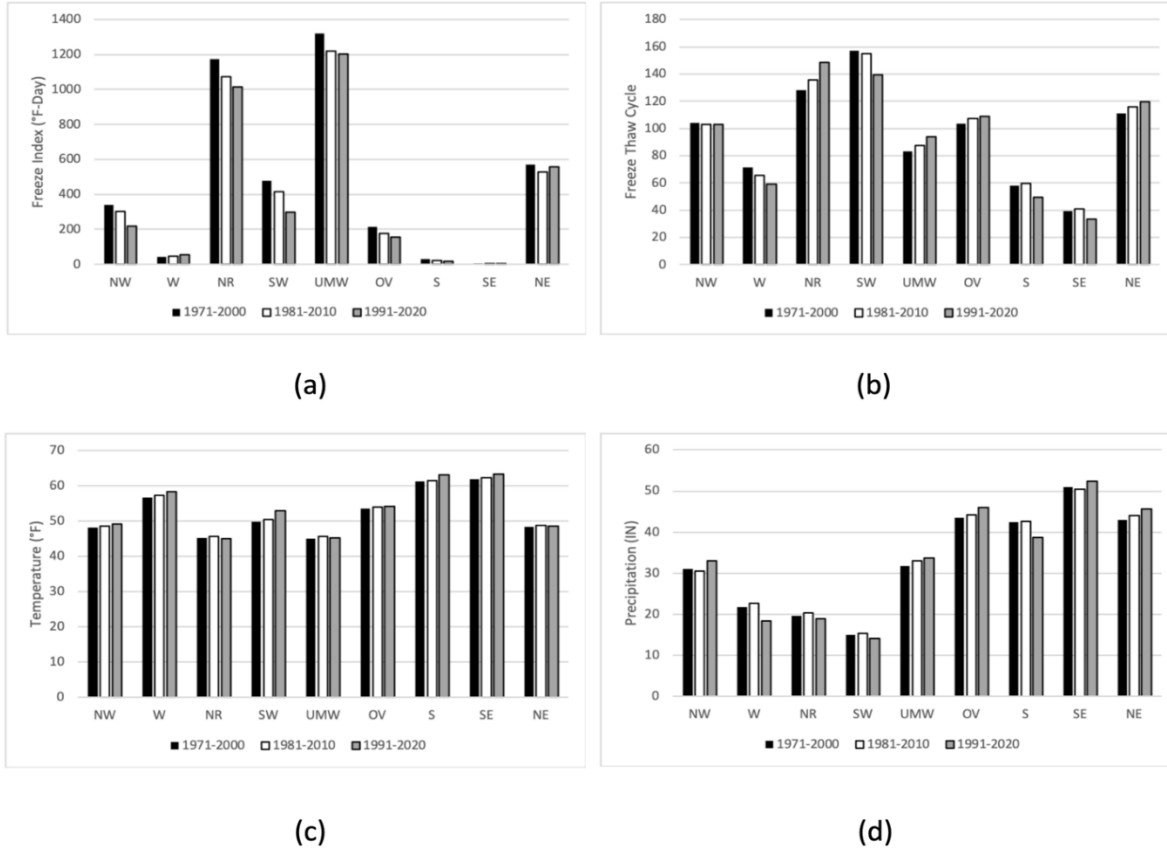 1400
1200
1000
800
600
400
200
0
Freeze Index (°F-Day)
NW W NR SW UMW OV S SE NE
1971-2000 1981-2010 1991-2020
(a)
180
160
140
120
100
80
60
40
20
0
Freeze Thaw Cycle
NW W NR SW UMW OV S SE NE
1971-2000 1981-2010 1991-2020
(b)
70
60
50
40
30
20
10
0
Temperature (°F)
NW W NR SW UMW OV S SE NE
1971-2000 1981-2010 1991-2020
(c)
60
50
40
30
20
10
0
Precipitation (IN)
NW W NR SW UMW OV S SE NE
1971-2000 1981-2010 1991-2020
(d)